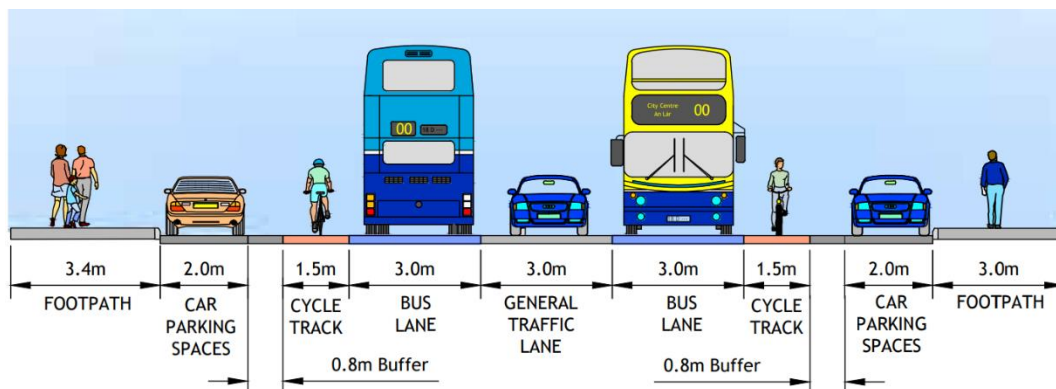 00
City Centre
An Lár
00
3.4m
2.0m
1.5m
3.0m
3.0m
3.0m
1.5m
2.0m
3.0m
FOOTPATH
CAR
PARKING
SPACES
CYCLE
TRACK
BUS
LANE
GENERAL
TRAFFIC
LANE
BUS
LANE
CYCLE
TRACK
CAR
PARKING
SPACES
FOOTPATH
0.8m Buffer
0.8m Buffer